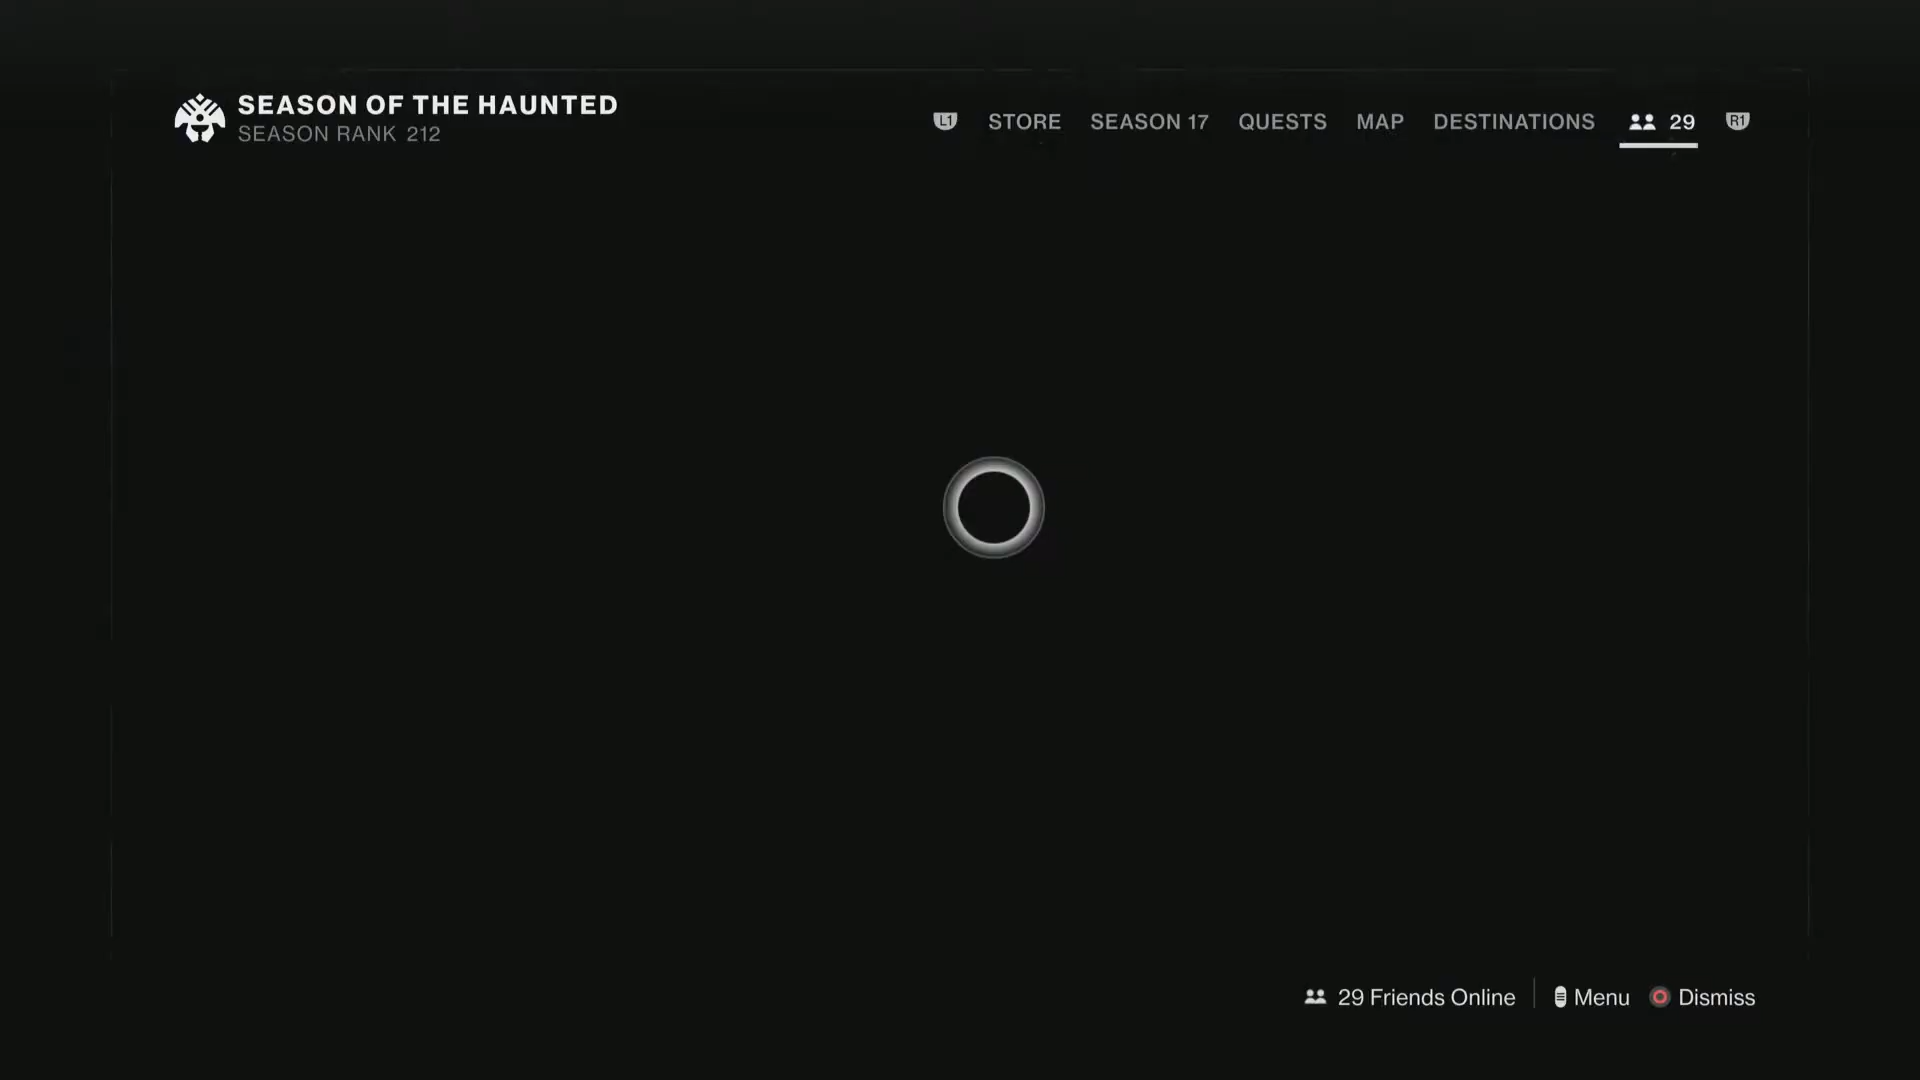 SEASON OF THE HAUNTED
SEASON RANK 212
L1 STORE SEASON 17 QUESTS MAP DESTINATIONS 29 R1
29 Friends Online Menu Dismiss